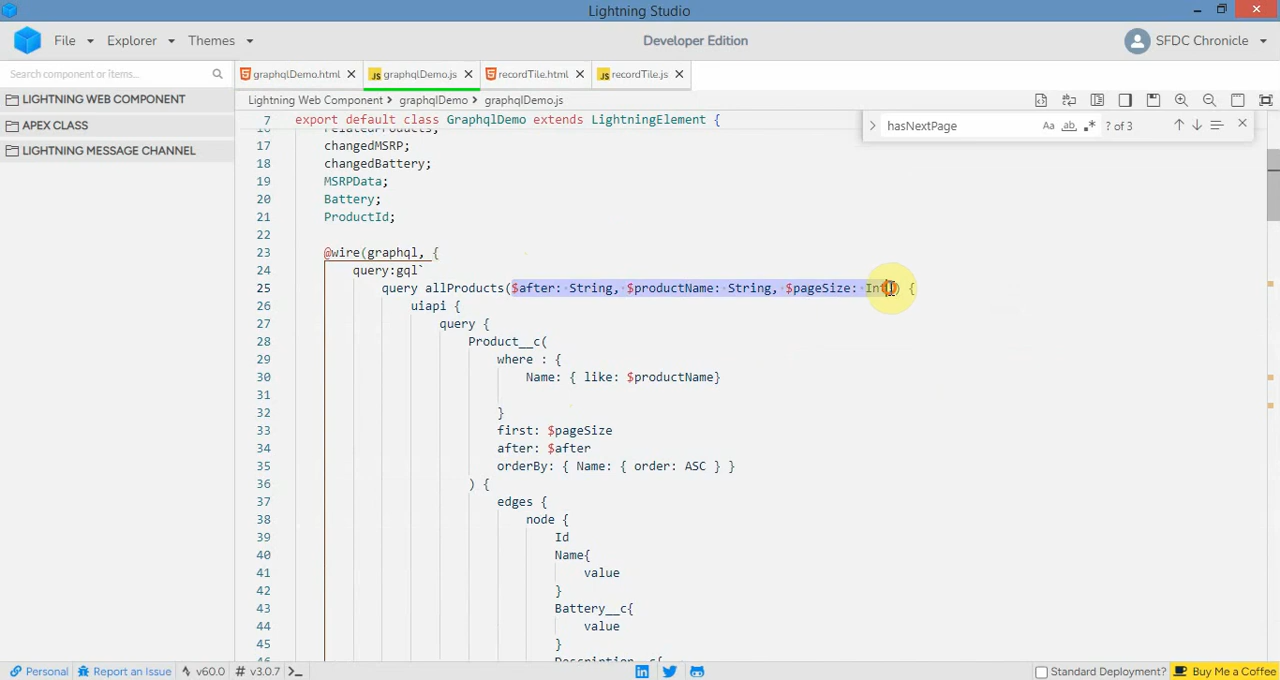 Lightning Studio
File Explorer Themes Developer Edition SFDC Chronicle
Search component or items... graphqlDemo.html graphqlDemo.js recordTile.html recordTile.js
LIGHTNING WEB COMPONENT
Lightning Web Component graphqlDemo graphqlDemo.js
7 export default class GraphqlDemo extends LightningElement {
hasNextPage Aa ab ? of 3
APEX CLASS
LIGHTNING MESSAGE CHANNEL
16 relatedProducts;
17 changedMSRP;
18 changedBattery;
19 MSRPData;
20 Battery;
21 ProductId;
22
23 @wire(graphql, {
24 query:gql`
25 query allProducts($after: String, $productName: String, $pageSize: Int) {
26 uiapi {
27 query {
28 Product__c(
29 where : {
30 Name: { like: $productName}
31
32 }
33 first: $pageSize
34 after: $after
35 orderBy: { Name: { order: ASC } }
36 ) {
37 edges {
38 node {
39 Id
40 Name{
41 value
42 }
43 Battery__c{
44 value
45 }
46 Description__c{
Personal Report an Issue v60.0 # v3.0.7 Standard Deployment? Buy Me a Coffee